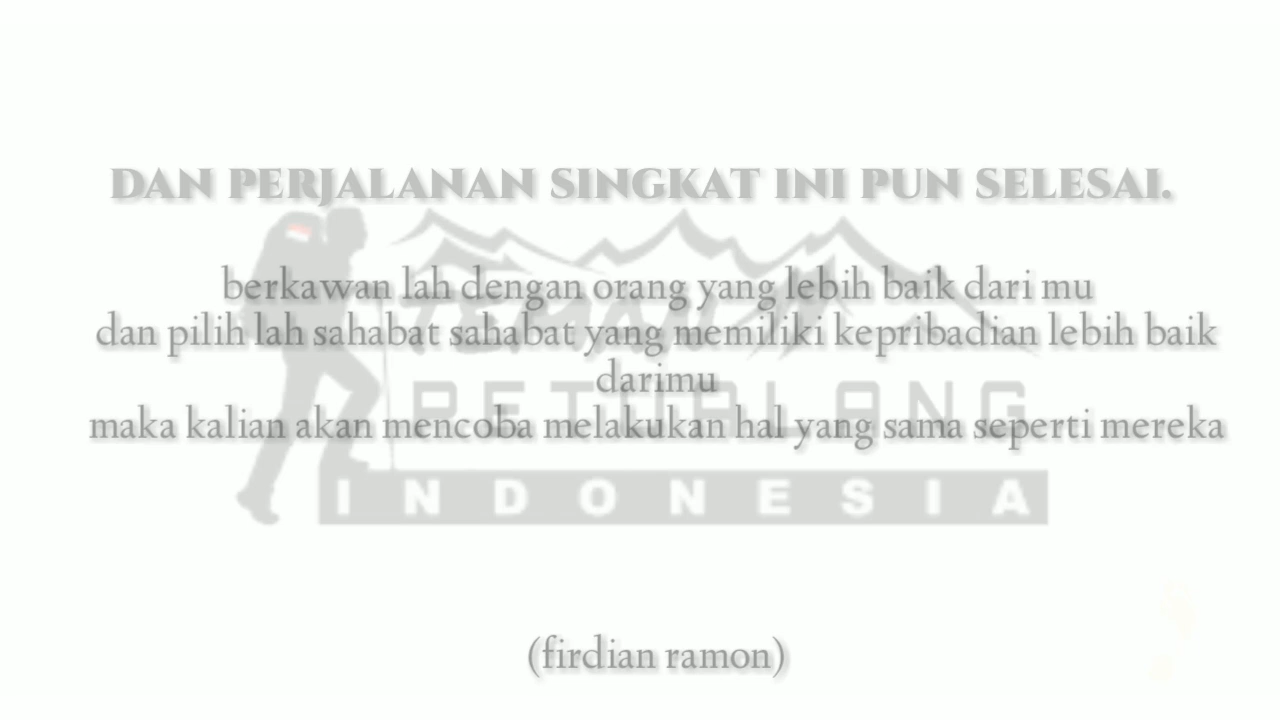 DAN PERJALANAN SINGKAT INI PUN SELESAI.
berkawan lah dengan orang yang lebih baik dari mu
dan pilih lah sahabat sahabat yang memiliki kepribadian lebih baik
darimu
maka kalian akan mencoba melakukan hal yang sama seperti mereka
PETUALANG
INDONESIA
(firdian ramon)